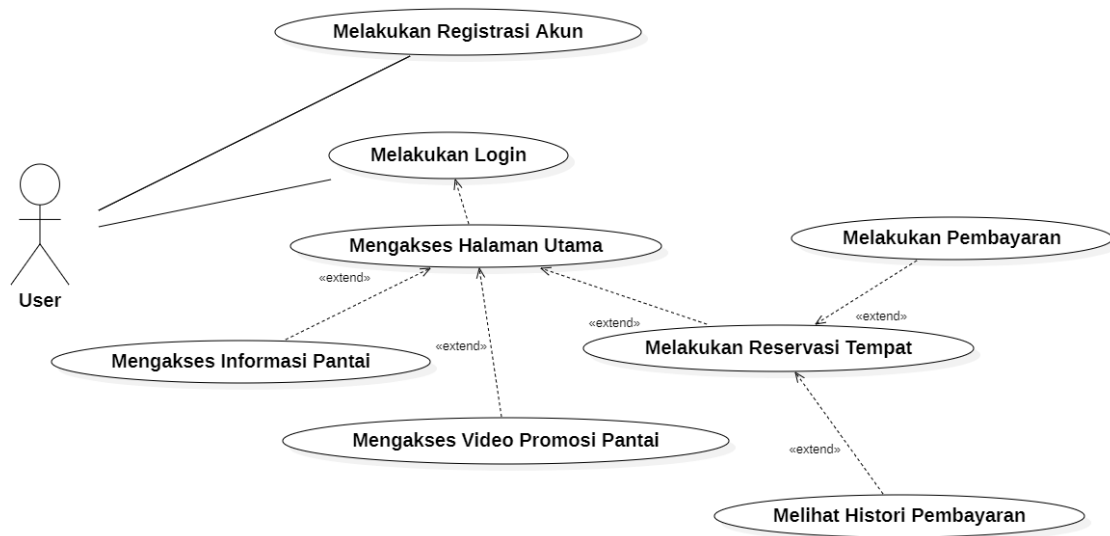 Melakukan Registrasi Akun
Melakukan Login
User
Mengakses Halaman Utama
Melakukan Pembayaran
«extend»
«extend»
«extend»
«extend»
Mengakses Informasi Pantai
Melakukan Reservasi Tempat
Mengakses Video Promosi Pantai
«extend»
Melihat Histori Pembayaran